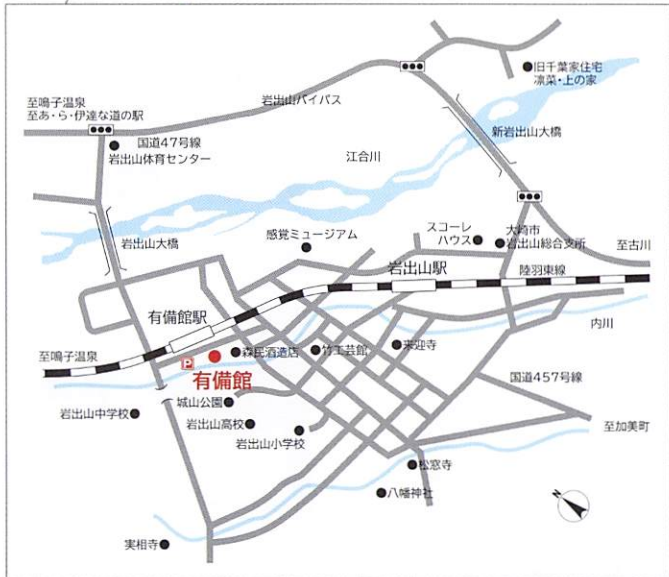 旧千葉家住宅
凛菜・上の家
至鳴子温泉
至あ・ら・伊達な道の駅
岩出山バイパス
国道47号線
岩出山体育センター
新岩出山大橋
江合川
岩出山大橋
感覚ミュージアム
スコーレ
ハウス
大崎市
岩出山総合支所
至古川
岩出山駅
陸羽東線
有備館駅
内川
至鳴子温泉
森民酒造店
竹工芸館
来迎寺
P
有備館
国道457号線
城山公園
岩出山中学校
岩出山高校
岩出山小学校
至加美町
松窓寺
八幡神社
実相寺
N